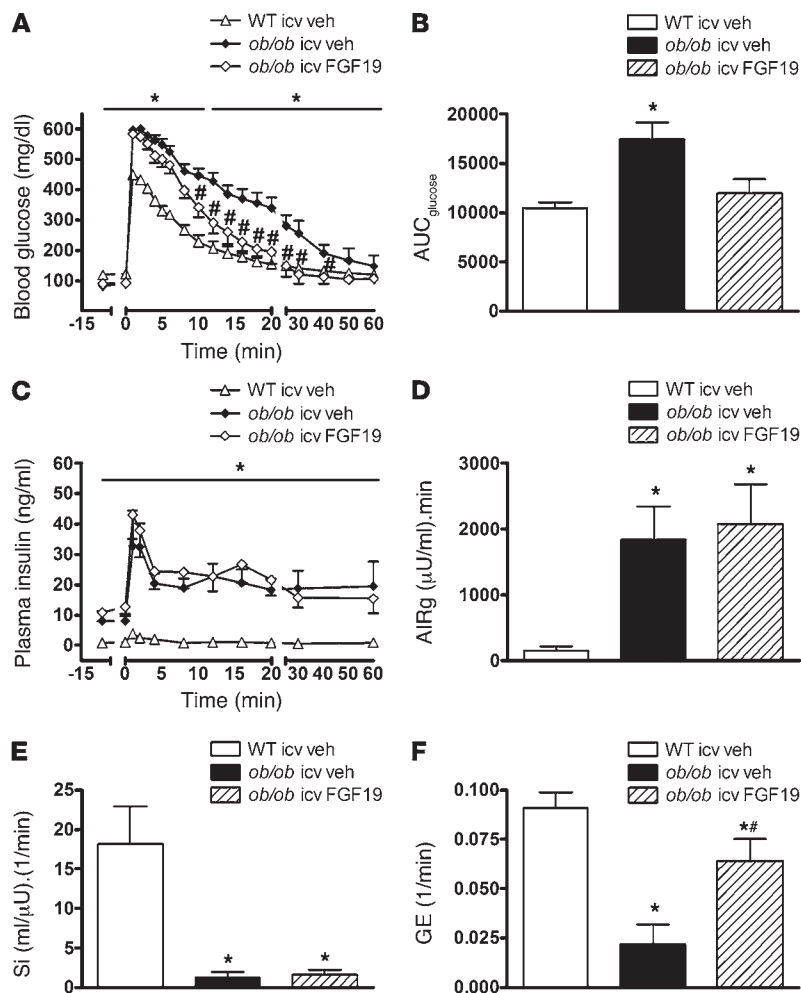 A
WT icv veh
ob/ob icv veh
ob/ob icv FGF19
* *
Blood glucose (mg/dl)
600
500
400
300
200
100
# # # # # # # # #
-15 0 5 10 15 20 30 40 50 60
Time (min)
B
WT icv veh
ob/ob icv veh
ob/ob icv FGF19
*
AUCglucose
20000
15000
10000
5000
0
C
WT icv veh
ob/ob icv veh
ob/ob icv FGF19
*
Plasma insulin (ng/ml)
60
50
40
30
20
10
0
-15 0 5 10 15 20 30 40 50 60
Time (min)
D
WT icv veh
ob/ob icv veh
ob/ob icv FGF19
* *
AIRg (μU/ml).min
3000
2000
1000
0
E
WT icv veh
ob/ob icv veh
ob/ob icv FGF19
* *
Si (ml/μU).(1/min)
25
20
15
10
5
0
F
WT icv veh
ob/ob icv veh
ob/ob icv FGF19
*#
*
GE (1/min)
0.100
0.075
0.050
0.025
0.000